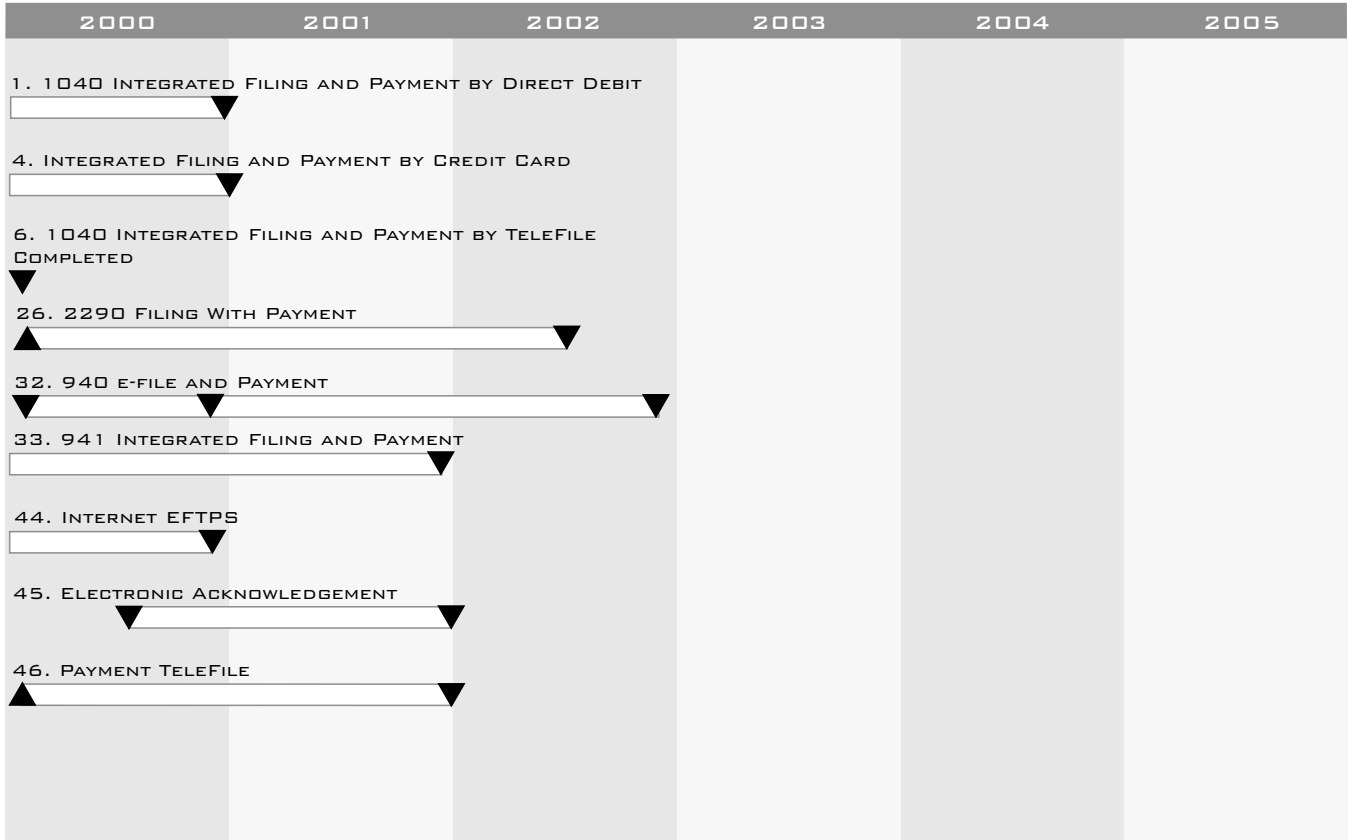 2000 2001 2002 2003 2004 2005
1. 1040 Integrated Filing and Payment by Direct Debit
4. Integrated Filing and Payment by Credit Card
6. 1040 Integrated Filing and Payment by TeleFile
Completed
26. 2290 Filing With Payment
32. 940 e-file and Payment
33. 941 Integrated Filing and Payment
44. Internet EFTPS
45. Electronic Acknowledgement
46. Payment TeleFile